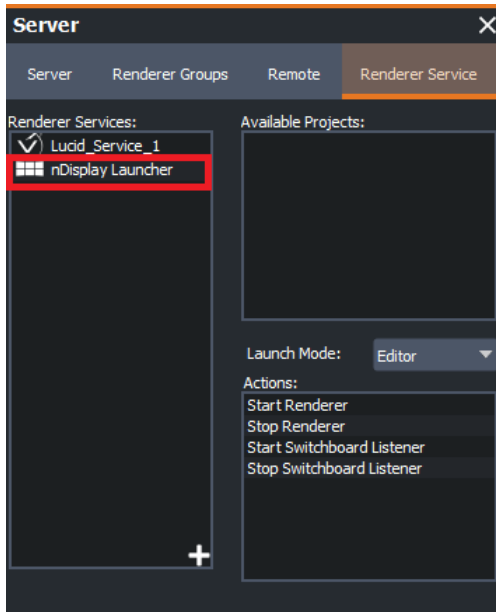 Server
Server Renderer Groups Remote Renderer Service
Renderer Services:
Lucid_Service_1
nDisplay Launcher
Available Projects:
Launch Mode: Editor
Actions:
Start Renderer
Stop Renderer
Start Switchboard Listener
Stop Switchboard Listener